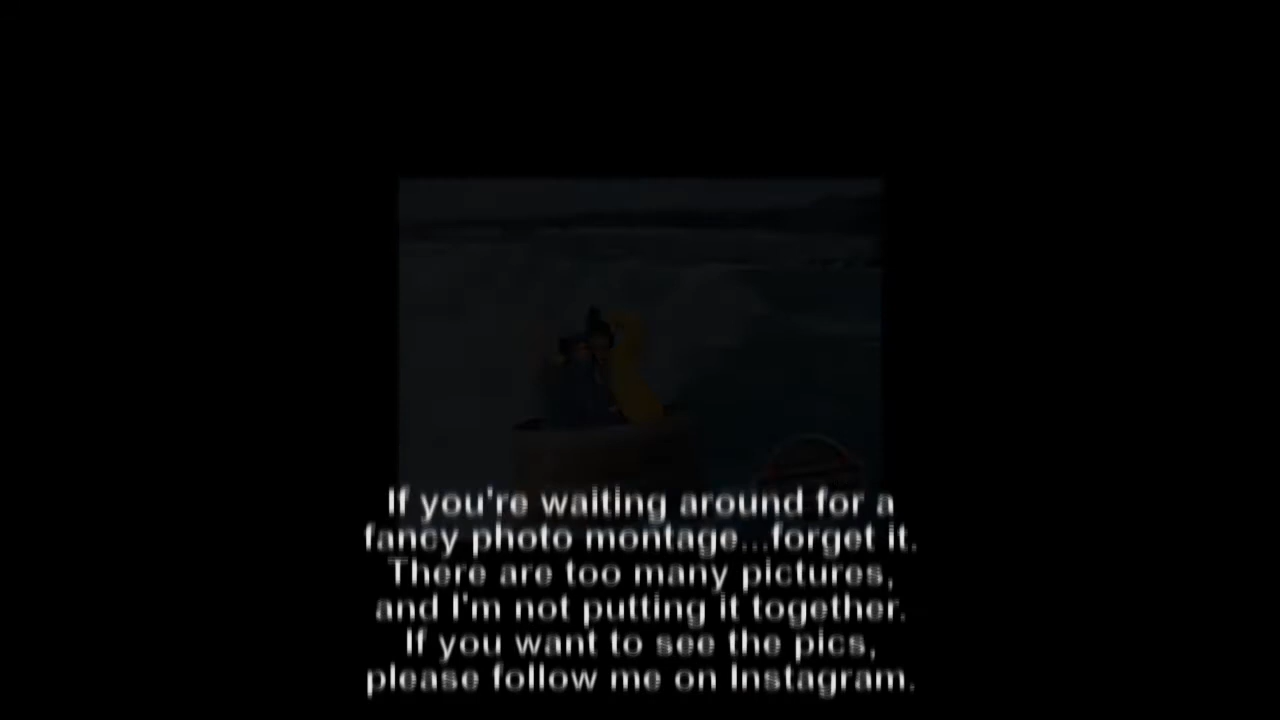 If you're waiting around for a
fancy photo montage...forget it.
There are too many pictures,
and I'm not putting it together.
If you want to see the pics,
please follow me on Instagram.